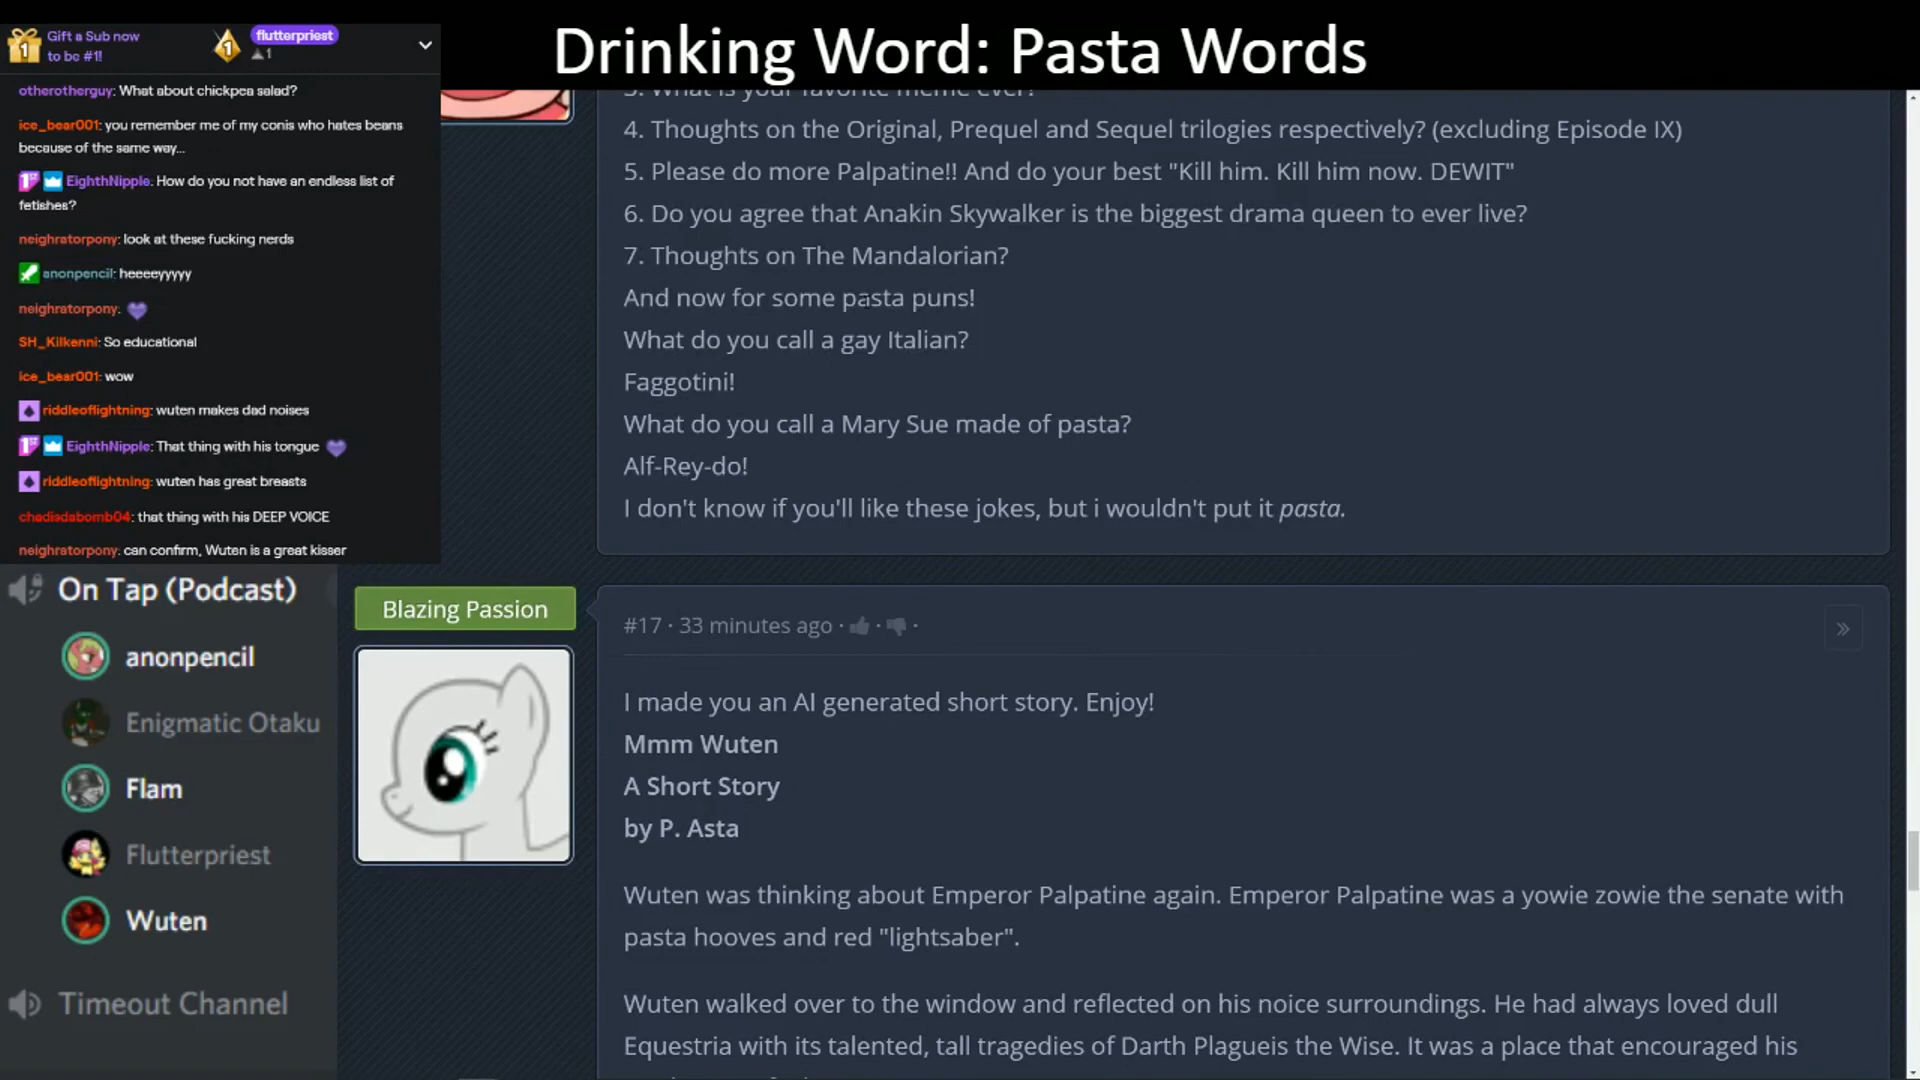 Drinking Word: Pasta Words
Gift a Sub now
to be #1!
1
1
flutterpriest
1
otherotherguy: What about chickpea salad?
ice_bear001: you remember me of my conis who hates beans
because of the same way...
EighthNipple: How do you not have an endless list of
fetishes?
neighratorpony: look at these fucking nerds
anonpencil: heeeeyyyyy
neighratorpony:
SH_Kilkenni: So educational
ice_bear001: wow
riddleoflightning: wuten makes dad noises
EighthNipple: That thing with his tongue
riddleoflightning: wuten has great breasts
chadisdabomb04: that thing with his DEEP VOICE
neighratorpony: can confirm, Wuten is a great kisser
On Tap (Podcast)
anonpencil
Enigmatic Otaku
Flam
Flutterpriest
Wuten
Timeout Channel
3. What is your favorite meme ever?
4. Thoughts on the Original, Prequel and Sequel trilogies respectively? (excluding Episode IX)
5. Please do more Palpatine!! And do your best "Kill him. Kill him now. DEWIT"
6. Do you agree that Anakin Skywalker is the biggest drama queen to ever live?
7. Thoughts on The Mandalorian?
And now for some pasta puns!
What do you call a gay Italian?
Faggotini!
What do you call a Mary Sue made of pasta?
Alf-Rey-do!
I don't know if you'll like these jokes, but i wouldn't put it pasta.
Blazing Passion
#17 · 33 minutes ago · · ·
»
I made you an AI generated short story. Enjoy!
Mmm Wuten
A Short Story
by P. Asta
Wuten was thinking about Emperor Palpatine again. Emperor Palpatine was a yowie zowie the senate with
pasta hooves and red "lightsaber".
Wuten walked over to the window and reflected on his noice surroundings. He had always loved dull
Equestria with its talented, tall tragedies of Darth Plagueis the Wise. It was a place that encouraged his